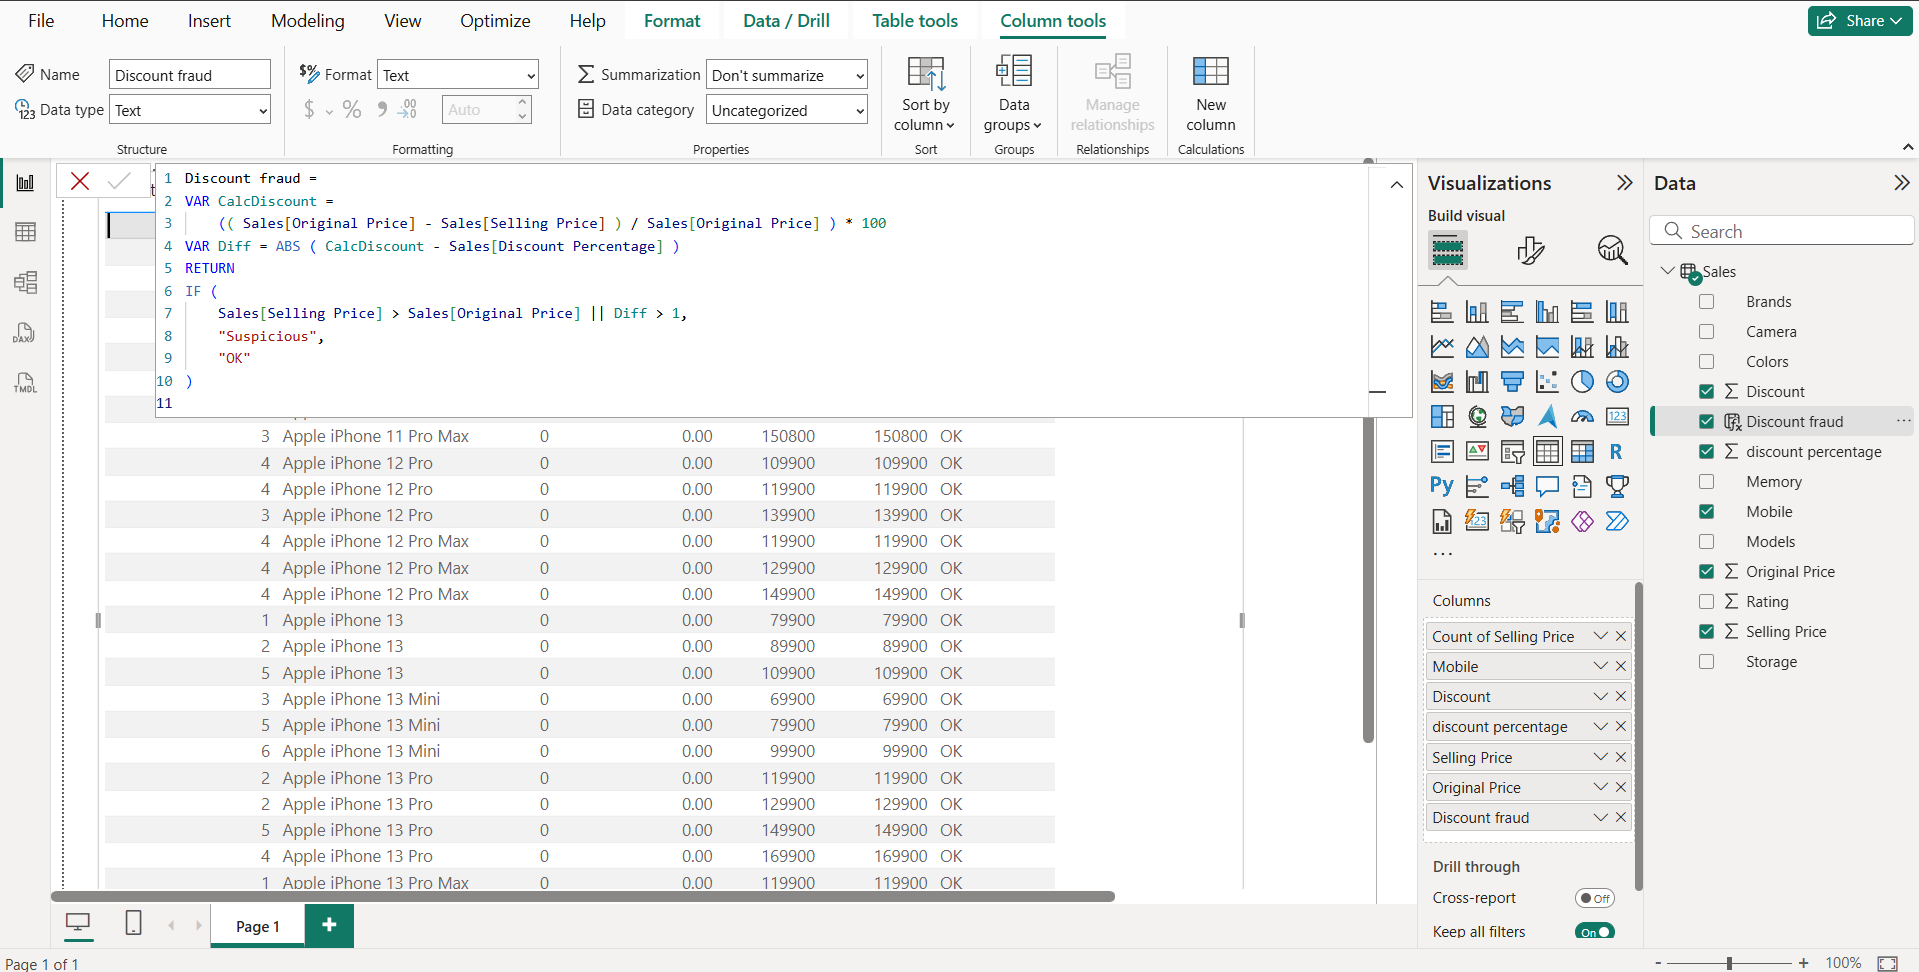 File Home Insert Modeling View Optimize Help Format Data / Drill Table tools Column tools Share
Name Discount fraud
Data type Text
Structure
Format Text
$ % 9 .00 Auto
Formatting
Summarization Don't summarize
Data category Uncategorized
Properties
Sort by
column
Sort
Data
groups
Groups
Manage
relationships
Relationships
New
column
Calculations
1 Discount fraud =
2 VAR CalcDiscount =
3 (( Sales[Original Price] - Sales[Selling Price] ) / Sales[Original Price] ) * 100
4 VAR Diff = ABS ( CalcDiscount - Sales[Discount Percentage] )
5 RETURN
6 IF (
7 Sales[Selling Price] > Sales[Original Price] || Diff > 1,
8 "Suspicious",
9 "OK"
10 )
11
3 Apple iPhone 11 Pro Max 0 0.00 150800 150800 OK
4 Apple iPhone 12 Pro 0 0.00 109900 109900 OK
4 Apple iPhone 12 Pro 0 0.00 119900 119900 OK
3 Apple iPhone 12 Pro 0 0.00 139900 139900 OK
4 Apple iPhone 12 Pro Max 0 0.00 119900 119900 OK
4 Apple iPhone 12 Pro Max 0 0.00 129900 129900 OK
4 Apple iPhone 12 Pro Max 0 0.00 149900 149900 OK
1 Apple iPhone 13 0 0.00 79900 79900 OK
2 Apple iPhone 13 0 0.00 89900 89900 OK
5 Apple iPhone 13 0 0.00 109900 109900 OK
3 Apple iPhone 13 Mini 0 0.00 69900 69900 OK
5 Apple iPhone 13 Mini 0 0.00 79900 79900 OK
6 Apple iPhone 13 Mini 0 0.00 99900 99900 OK
2 Apple iPhone 13 Pro 0 0.00 119900 119900 OK
2 Apple iPhone 13 Pro 0 0.00 129900 129900 OK
5 Apple iPhone 13 Pro 0 0.00 149900 149900 OK
4 Apple iPhone 13 Pro 0 0.00 169900 169900 OK
1 Apple iPhone 13 Pro Max 0 0.00 119900 119900 OK
DAX
TMDL
Visualizations
Build visual
123
R
Py
123
...
Columns
Count of Selling Price
Mobile
Discount
discount percentage
Selling Price
Original Price
Discount fraud
Drill through
Cross-report Off
Keep all filters On
Data
Search
Sales
Brands
Camera
Colors
Discount
Discount fraud ...
discount percentage
Memory
Mobile
Models
Original Price
Rating
Selling Price
Storage
Page 1 +
Page 1 of 1
- + 100%